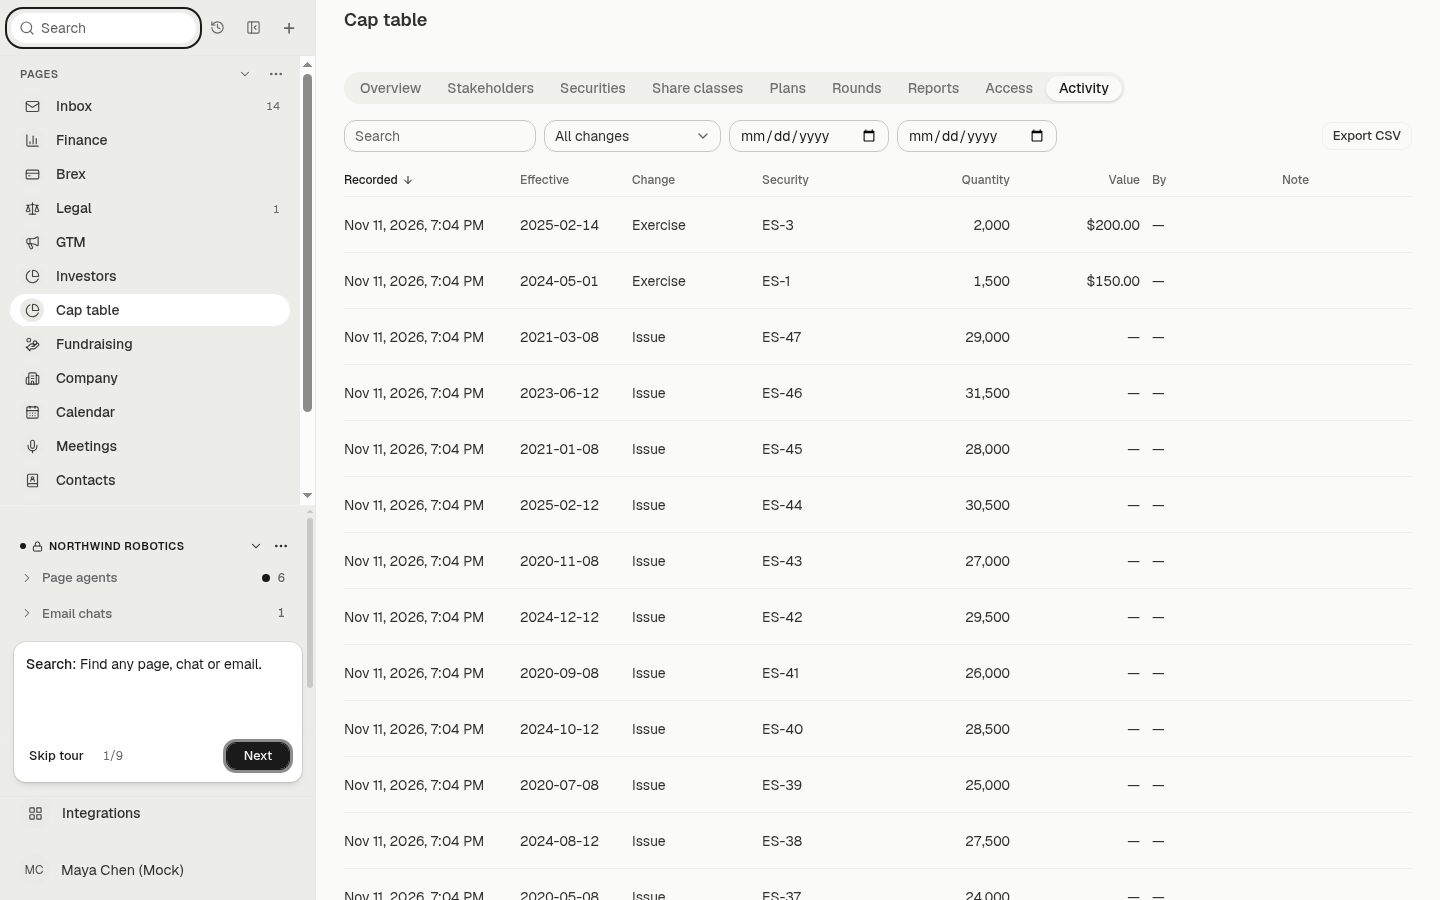 Search
PAGES
Inbox 14
Finance
Brex
Legal 1
GTM
Investors
Cap table
Fundraising
Company
Calendar
Meetings
Contacts
NORTHWIND ROBOTICS
Page agents 6
Email chats 1
Search: Find any page, chat or email.
Skip tour 1/9 Next
Integrations
MC Maya Chen (Mock)
Cap table
Overview Stakeholders Securities Share classes Plans Rounds Reports Access Activity
Search All changes mm/dd/yyyy mm/dd/yyyy Export CSV
Recorded ↓ Effective Change Security Quantity Value By Note
Nov 11, 2026, 7:04 PM 2025-02-14 Exercise ES-3 2,000 $200.00 —
Nov 11, 2026, 7:04 PM 2024-05-01 Exercise ES-1 1,500 $150.00 —
Nov 11, 2026, 7:04 PM 2021-03-08 Issue ES-47 29,000 — —
Nov 11, 2026, 7:04 PM 2023-06-12 Issue ES-46 31,500 — —
Nov 11, 2026, 7:04 PM 2021-01-08 Issue ES-45 28,000 — —
Nov 11, 2026, 7:04 PM 2025-02-12 Issue ES-44 30,500 — —
Nov 11, 2026, 7:04 PM 2020-11-08 Issue ES-43 27,000 — —
Nov 11, 2026, 7:04 PM 2024-12-12 Issue ES-42 29,500 — —
Nov 11, 2026, 7:04 PM 2020-09-08 Issue ES-41 26,000 — —
Nov 11, 2026, 7:04 PM 2024-10-12 Issue ES-40 28,500 — —
Nov 11, 2026, 7:04 PM 2020-07-08 Issue ES-39 25,000 — —
Nov 11, 2026, 7:04 PM 2024-08-12 Issue ES-38 27,500 — —
Nov 11, 2026, 7:04 PM 2020-05-08 Issue ES-37 24,000 — —